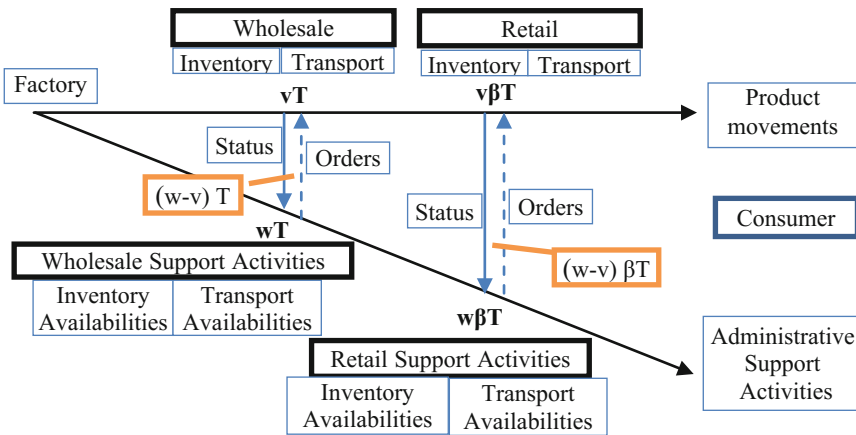 Wholesale
Retail
Inventory
Transport
Inventory
Transport
Factory
vT
vβT
Product
movements
Status
Orders
(w-v) T
Status
Orders
Consumer
wT
(w-v) βT
Wholesale Support Activities
Inventory
Availabilities
Transport
Availabilities
wβT
Retail Support Activities
Inventory
Availabilities
Transport
Availabilities
Administrative
Support
Activities